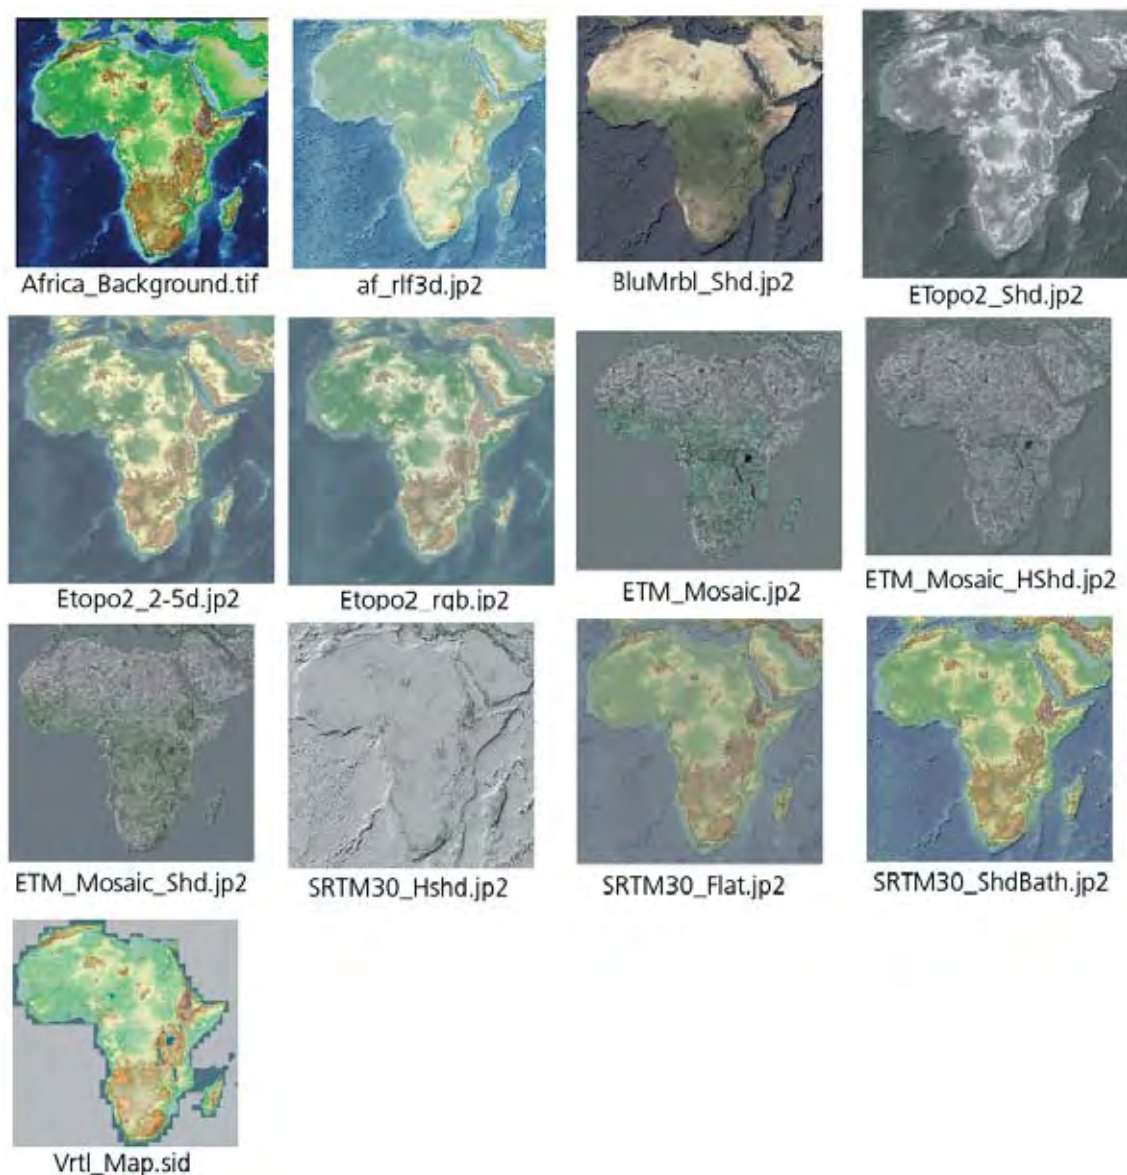 Africa_Background.tif
af_rlf3d.jp2
BluMrbl_Shd.jp2
ETopo2_Shd.jp2
Etopo2_2-5d.jp2
Etopo2_rgb.jp2
ETM_Mosaic.jp2
ETM_Mosaic_HShd.jp2
ETM_Mosaic_Shd.jp2
SRTM30_Hshd.jp2
SRTM30_Flat.jp2
SRTM30_ShdBath.jp2
Vrtl_Map.sid